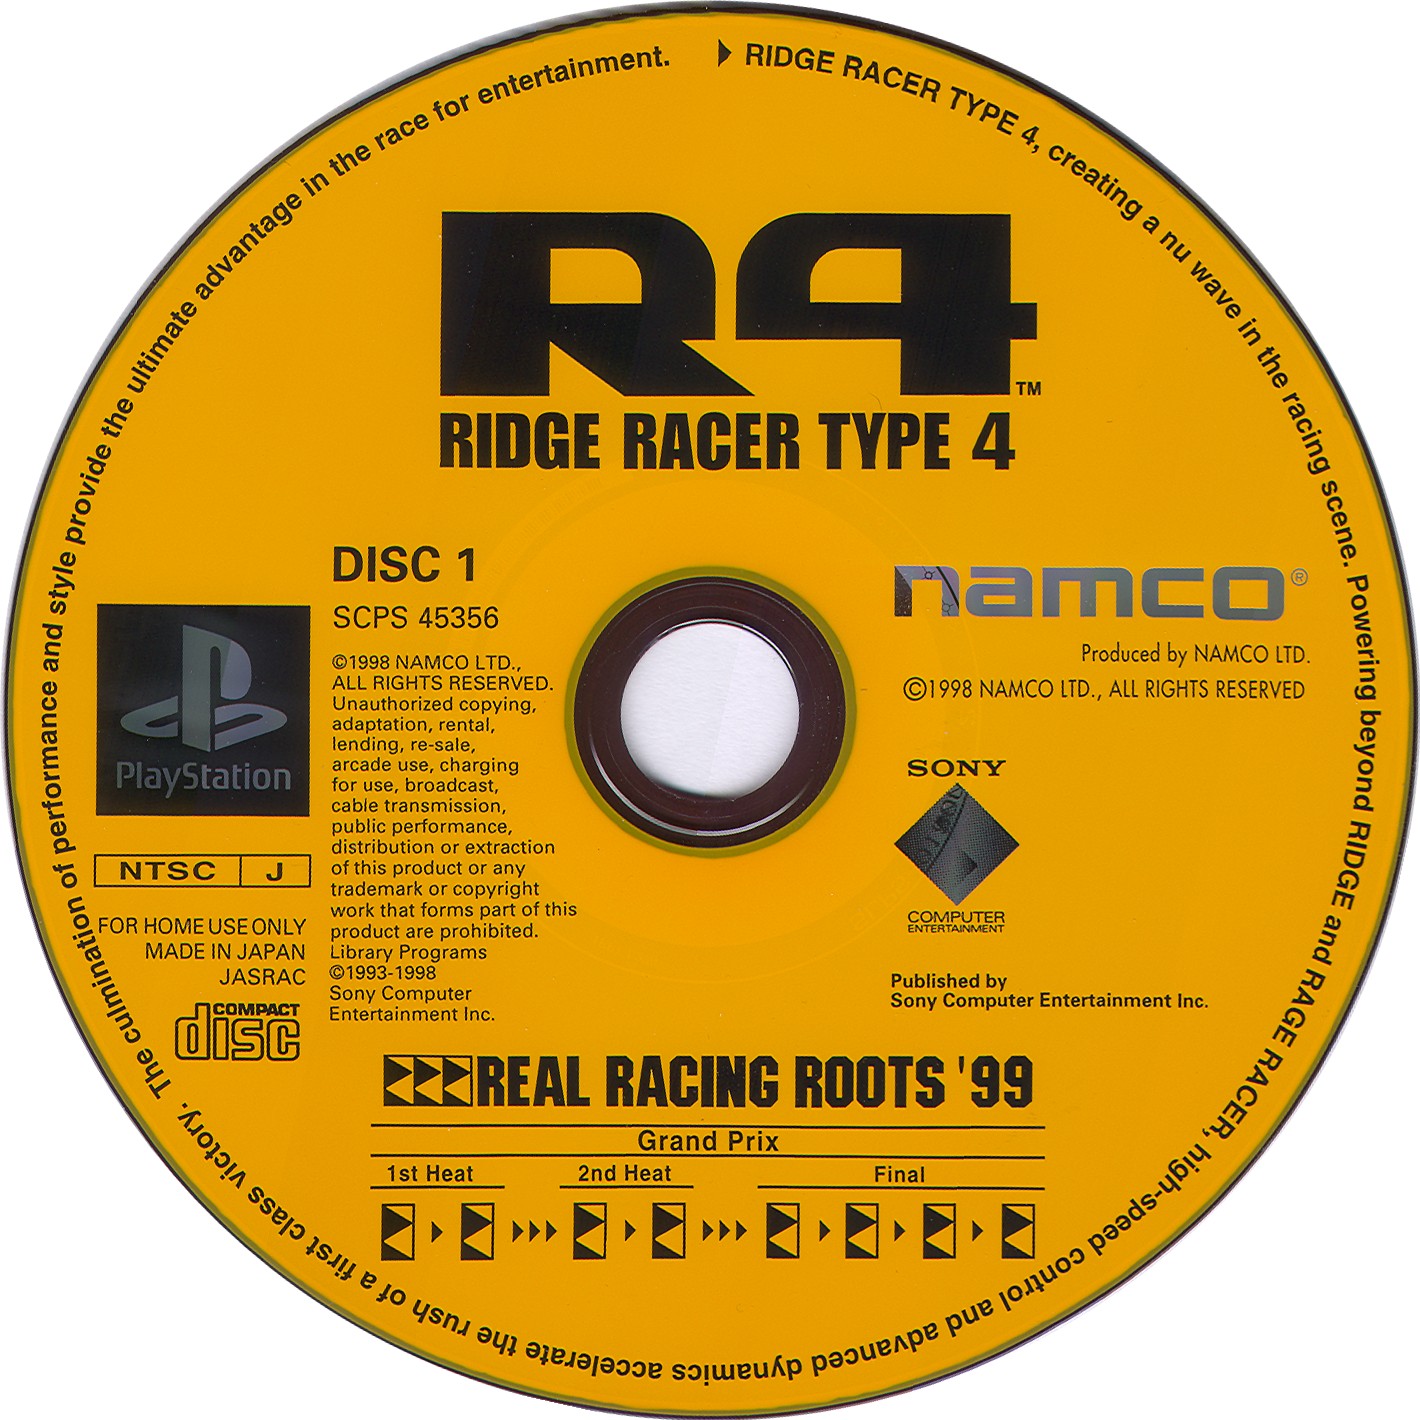 RIDGE RACER TYPE 4, creating a nu wave in the racing scene. Powering beyond RIDGE and RAGE RACER, high-speed control and advanced dynamics accelerate the rush of a first class victory. The culmination of performance and style provide the ultimate advantage in the race for entertainment.
R4 TM
RIDGE RACER TYPE 4
DISC 1
SCPS 45356
©1998 NAMCO LTD.,
ALL RIGHTS RESERVED.
Unauthorized copying,
adaptation, rental,
lending, re-sale,
arcade use, charging
for use, broadcast,
cable transmission,
public performance,
distribution or extraction
of this product or any
trademark or copyright
work that forms part of this
product are prohibited.
Library Programs
©1993-1998
Sony Computer
Entertainment Inc.
PlayStation
NTSC J
FOR HOME USE ONLY
MADE IN JAPAN
JASRAC
COMPACT
disc
namco®
Produced by NAMCO LTD.
©1998 NAMCO LTD., ALL RIGHTS RESERVED
SONY
COMPUTER
ENTERTAINMENT
Published by
Sony Computer Entertainment Inc.
REAL RACING ROOTS '99
Grand Prix
1st Heat 2nd Heat Final